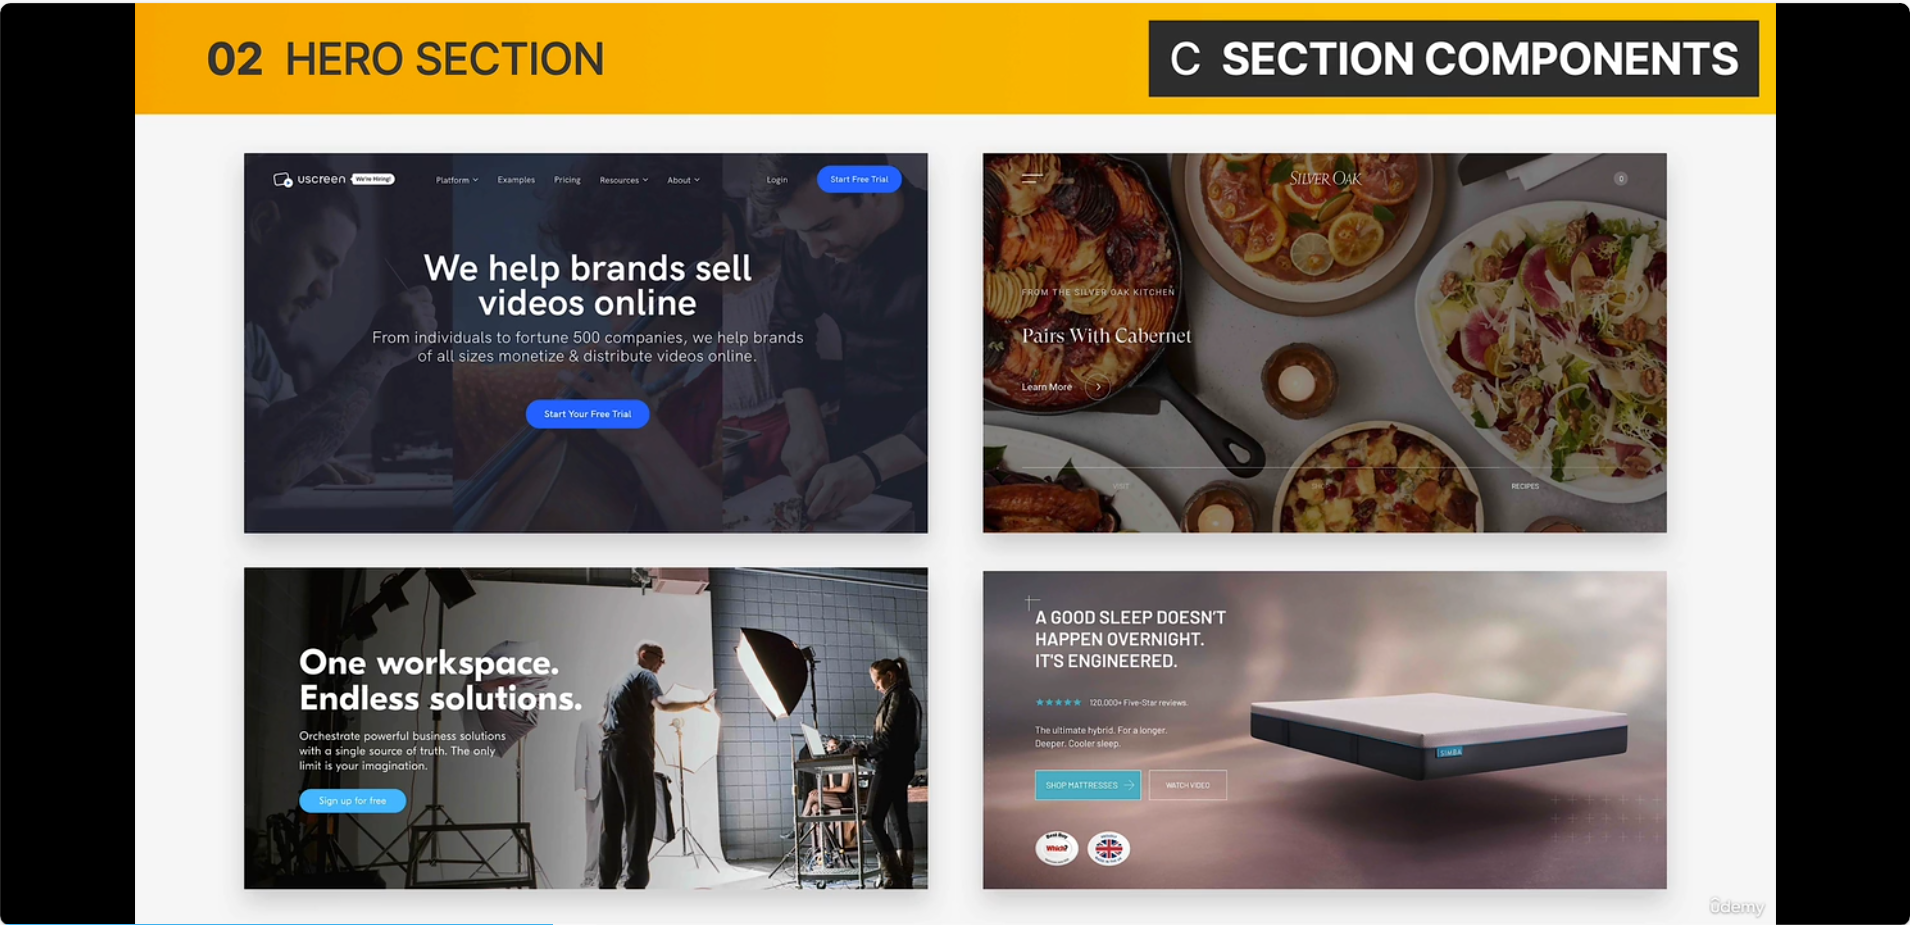 02 HERO SECTION
C SECTION COMPONENTS
uscreen We're Hiring!
Platform Examples Pricing Resources About Login Start Free Trial
We help brands sell
videos online
From individuals to fortune 500 companies, we help brands
of all sizes monetize & distribute videos online.
Start Your Free Trial
SILVER OAK
0
FROM THE SILVER OAK KITCHEN
Pairs With Cabernet
Learn More
VISIT
RECIPES
One workspace.
Endless solutions.
Orchestrate powerful business solutions
with a single source of truth. The only
limit is your imagination.
Sign up for free
A GOOD SLEEP DOESN'T
HAPPEN OVERNIGHT.
IT'S ENGINEERED.
120,000+ Five-Star reviews.
The ultimate hybrid. For a longer.
Deeper. Cooler sleep.
SHOP MATTRESSES
WATCH VIDEO
SIMBA
Best Buy
Which?
ûdemy